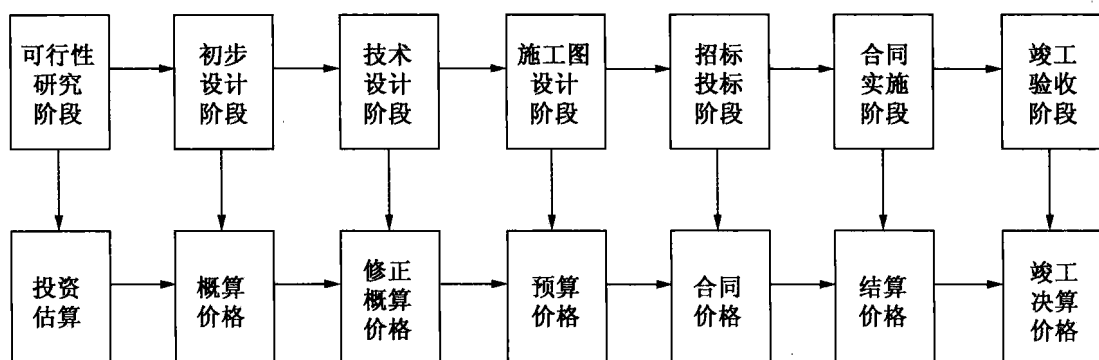 可行性
研究
阶段
初步
设计
阶段
技术
设计
阶段
施工图
设计
阶段
招标
投标
阶段
合同
实施
阶段
竣工
验收
阶段
投资
估算
概算
价格
修正
概算
价格
预算
价格
合同
价格
结算
价格
竣工
决算
价格